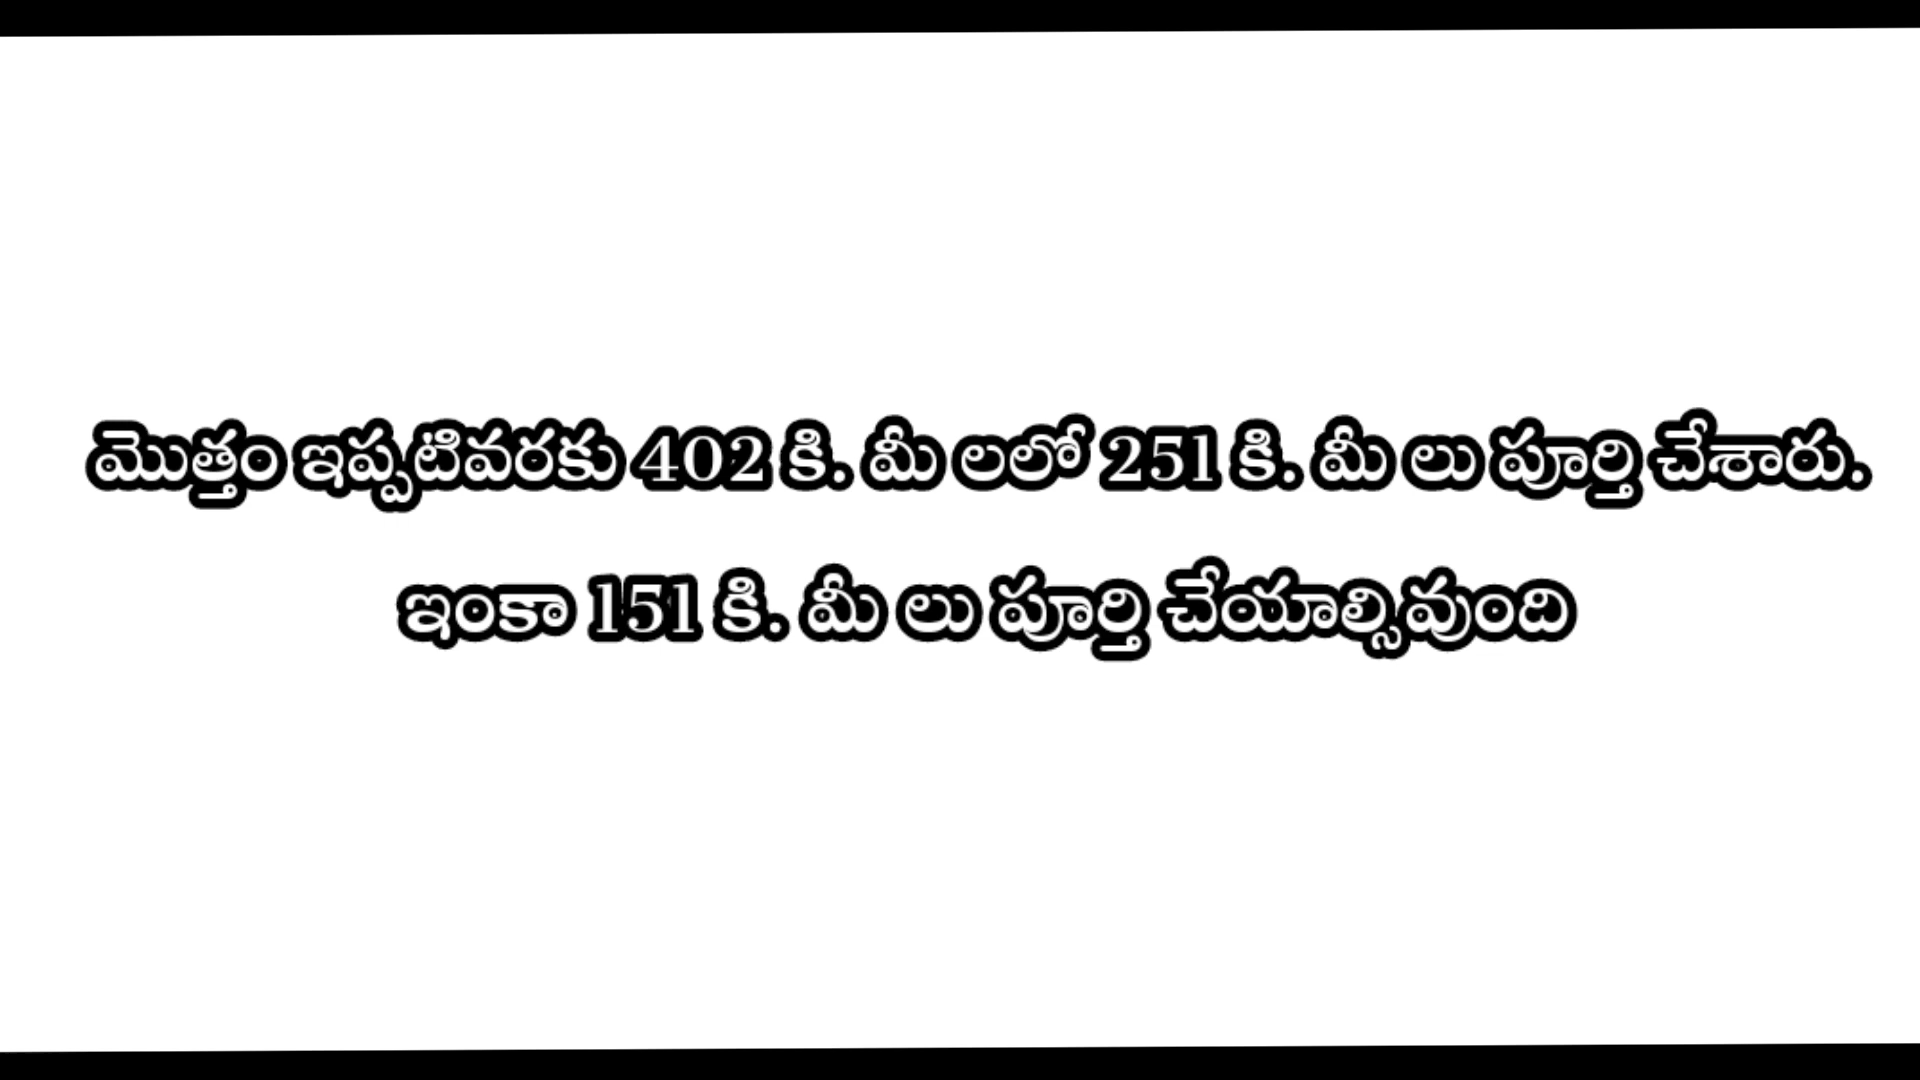 మొత్తం ఇప్పటివరకు 402 కి. మీ లలో 251 కి. మీ లు పూర్తి చేశారు.
ఇంకా 151 కి. మీ లు పూర్తి చేయాల్సివుంది